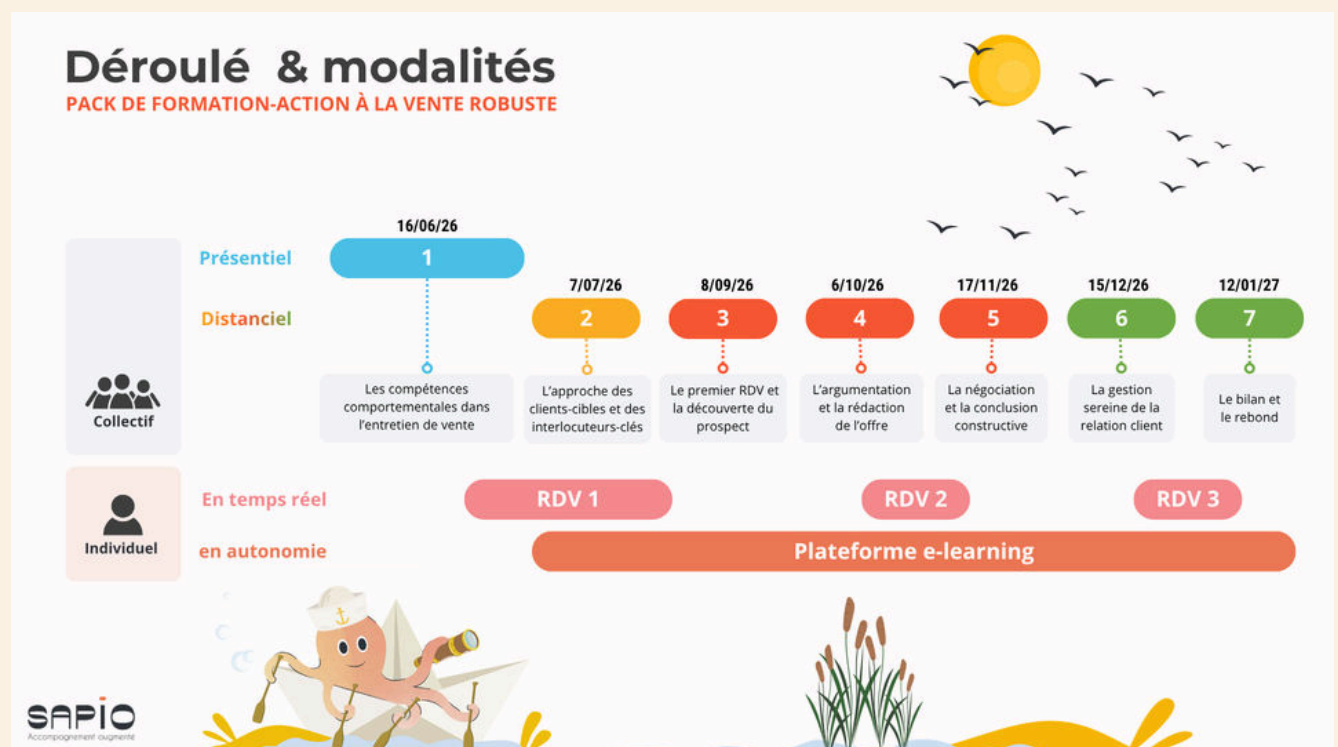 Déroulé & modalités
PACK DE FORMATION-ACTION À LA VENTE ROBUSTE
16/06/26
Présentiel
1
7/07/26
8/09/26
6/10/26
17/11/26
15/12/26
12/01/27
Distanciel
2
3
4
5
6
7
Collectif
Les compétences
comportementales dans
l'entretien de vente
L'approche des
clients-cibles et des
interlocuteurs-clés
Le premier RDV et
la découverte du
prospect
L'argumentation
et la rédaction
de l'offre
La négociation
et la conclusion
constructive
La gestion
sereine de la
relation client
Le bilan et
le rebond
Individuel
En temps réel
RDV 1
RDV 2
RDV 3
en autonomie
Plateforme e-learning
SAPIO
Accompagnement augmenté